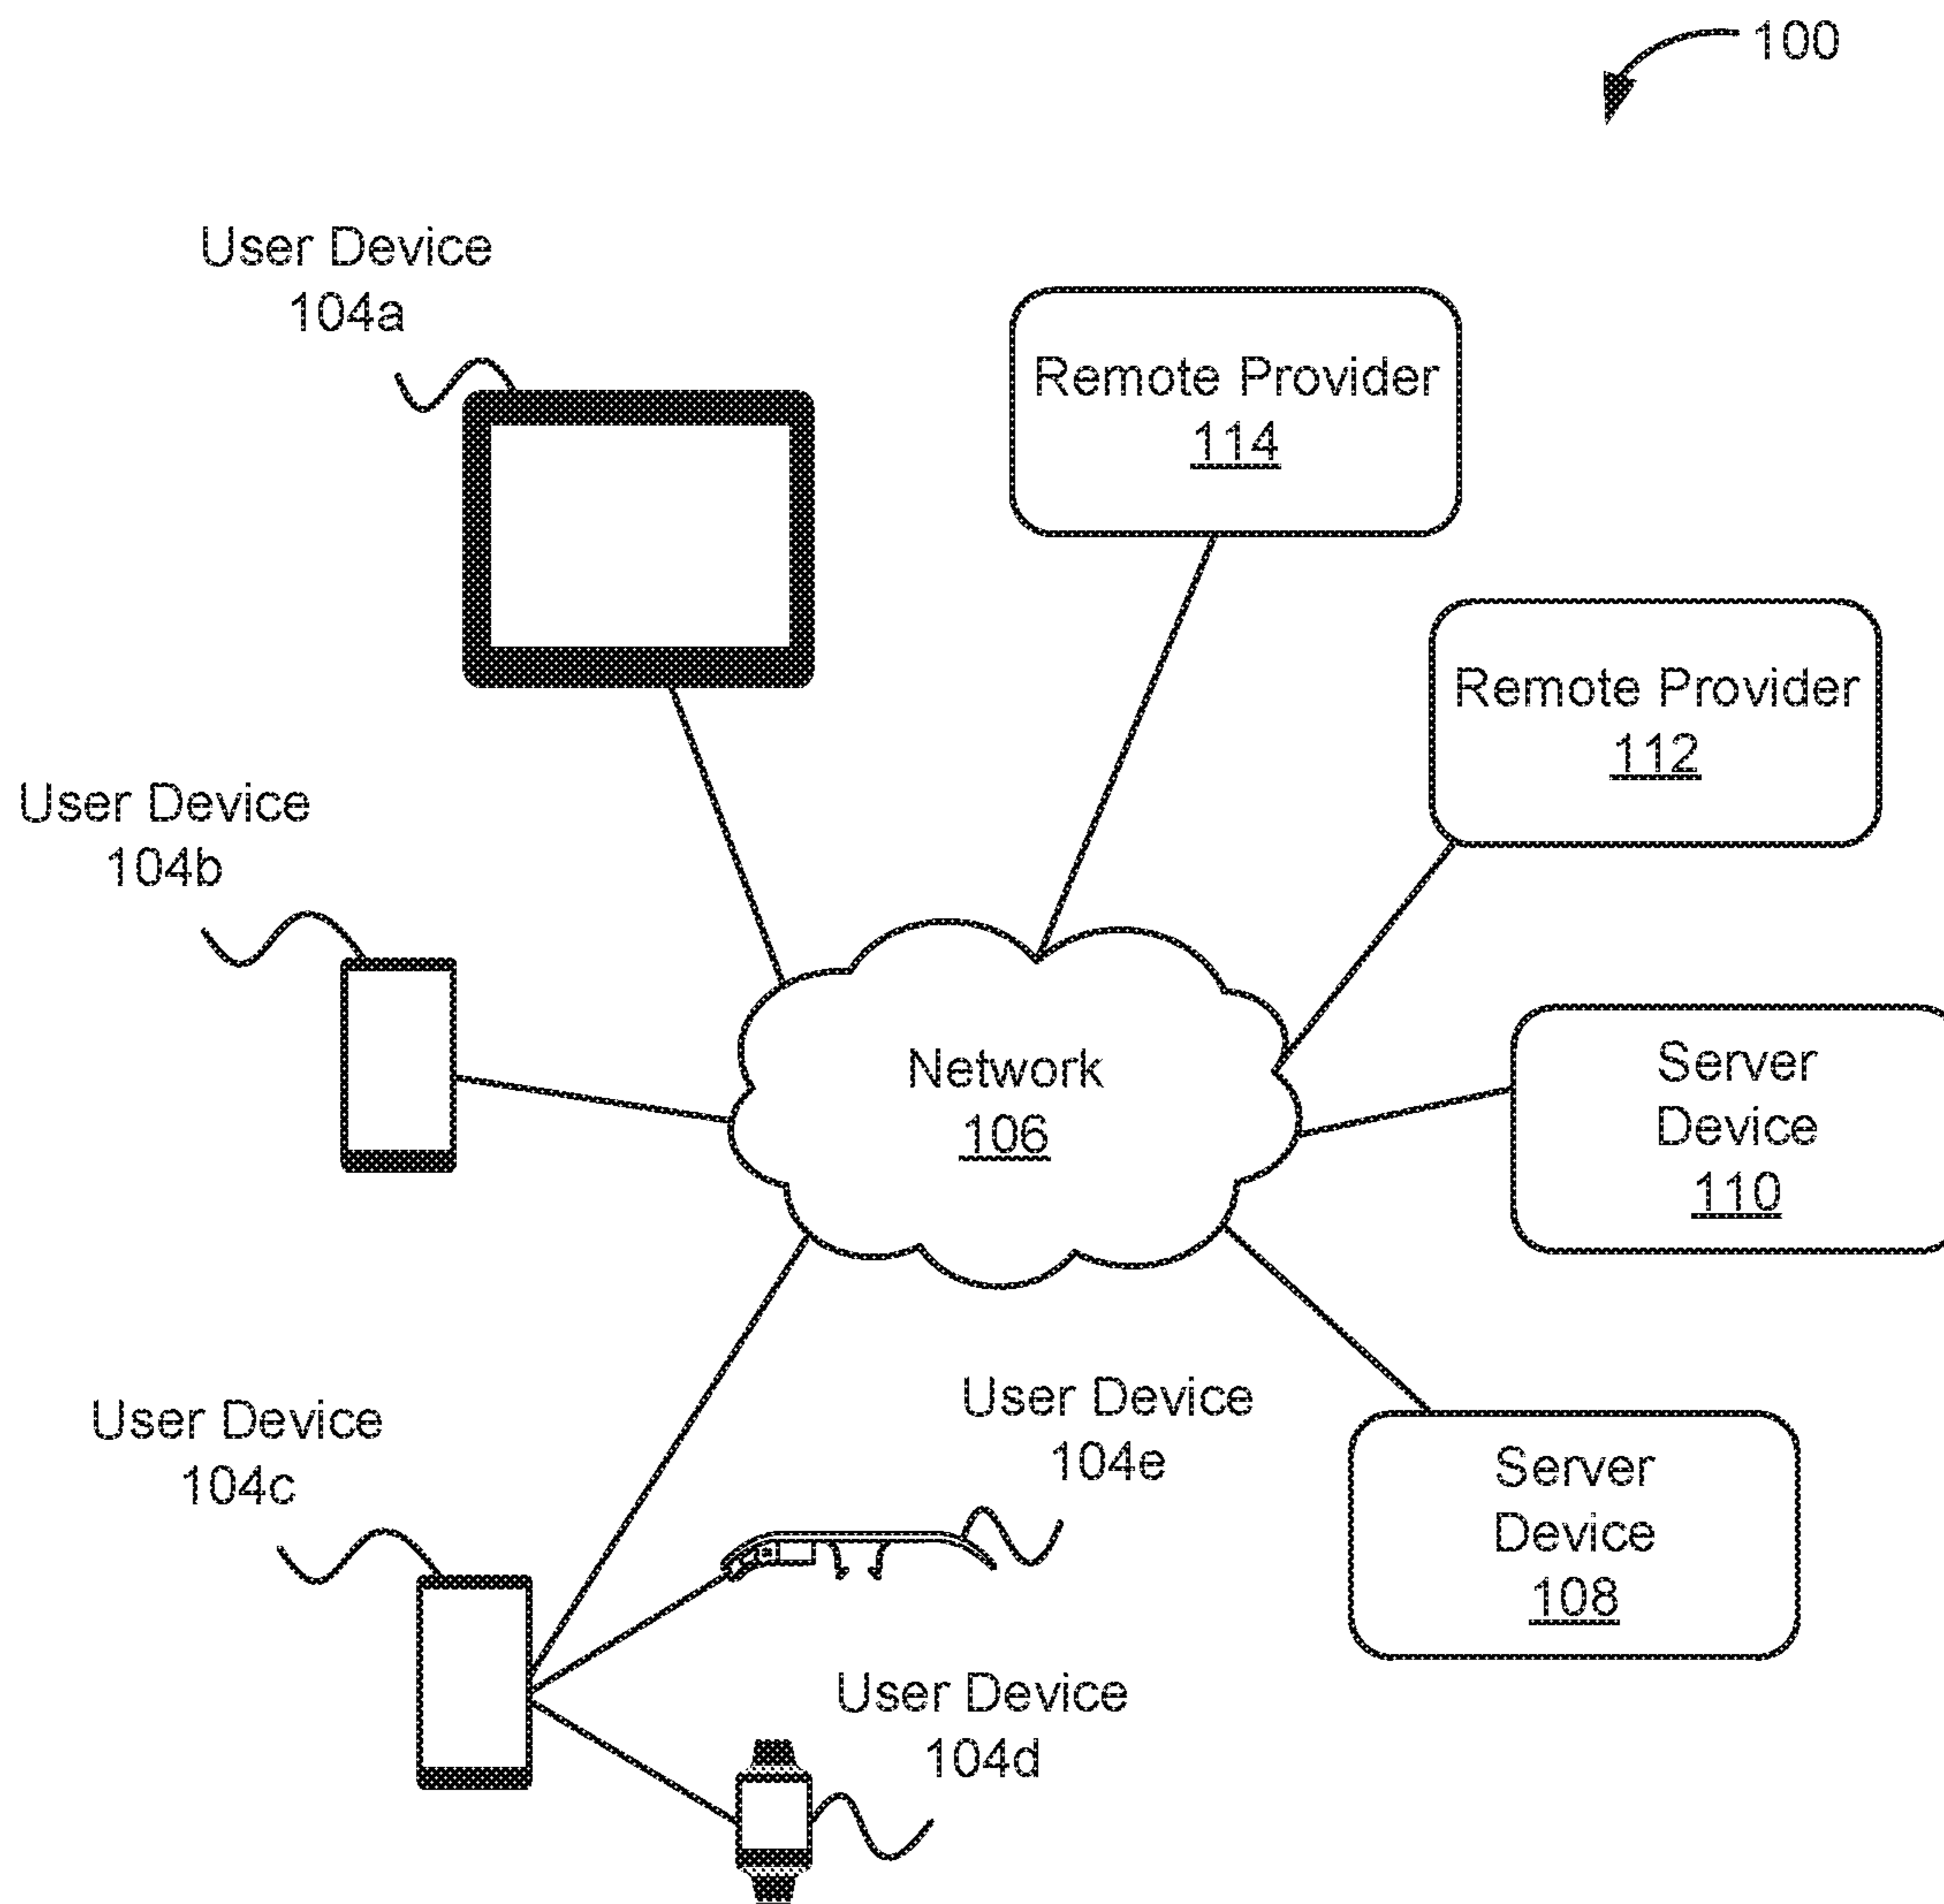 100
User Device
104a
Remote Provider
114
Remote Provider
112
User Device
104b
Network
106
Server
Device
110
User Device
104c
User Device
104e
Server
Device
108
User Device
104d